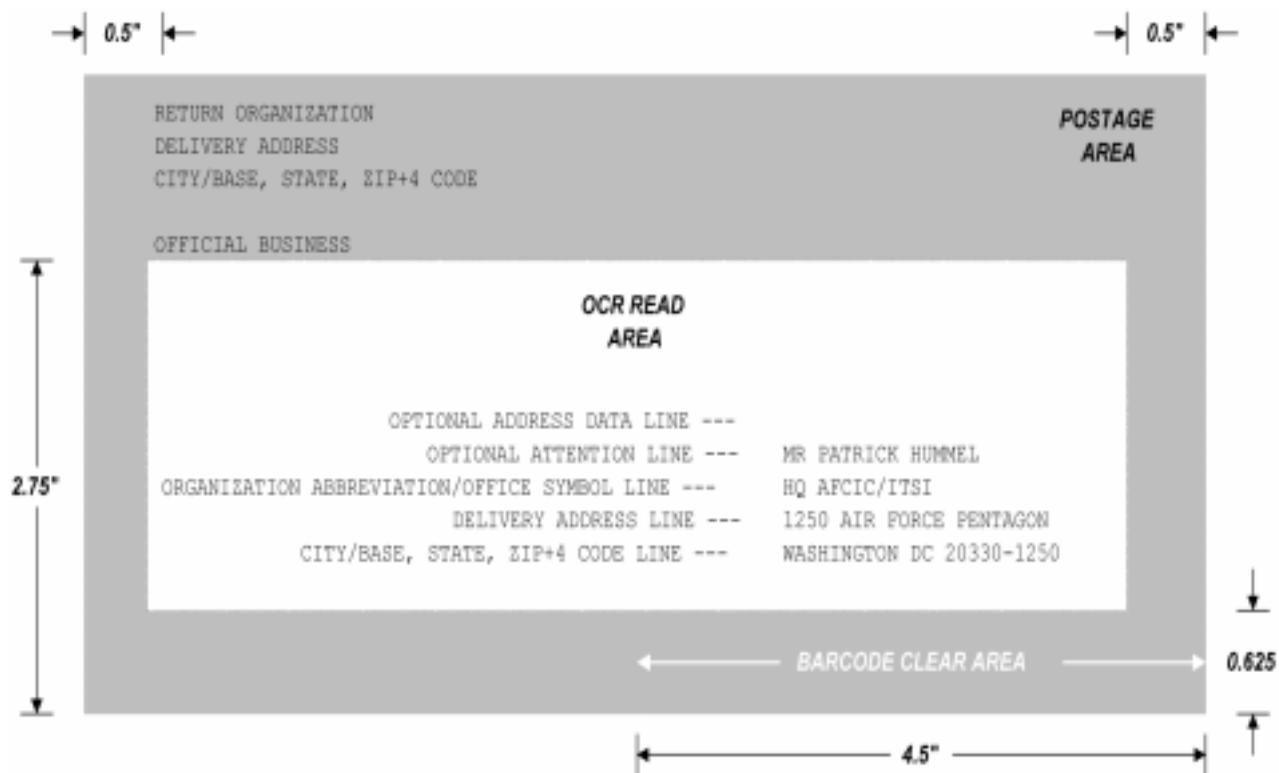 0.5" 0.5"
RETURN ORGANIZATION
DELIVERY ADDRESS
CITY/BASE, STATE, ZIP+4 CODE
OFFICIAL BUSINESS
POSTAGE
AREA
OCR READ
AREA
OPTIONAL ADDRESS DATA LINE ---
OPTIONAL ATTENTION LINE --- MR PATRICK HUMMEL
ORGANIZATION ABBREVIATION/OFFICE SYMBOL LINE --- HQ AFCIC/ITSI
DELIVERY ADDRESS LINE --- 1250 AIR FORCE PENTAGON
CITY/BASE, STATE, ZIP+4 CODE LINE --- WASHINGTON DC 20330-1250
2.75"
BARCODE CLEAR AREA
0.625
4.5"